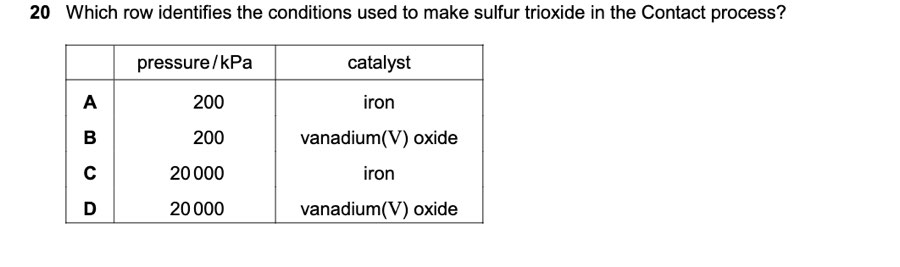 20 Which row identifies the conditions used to make sulfur trioxide in the Contact process?
pressure/kPa catalyst
A 200 iron
B 200 vanadium(V) oxide
C 20 000 iron
D 20 000 vanadium(V) oxide